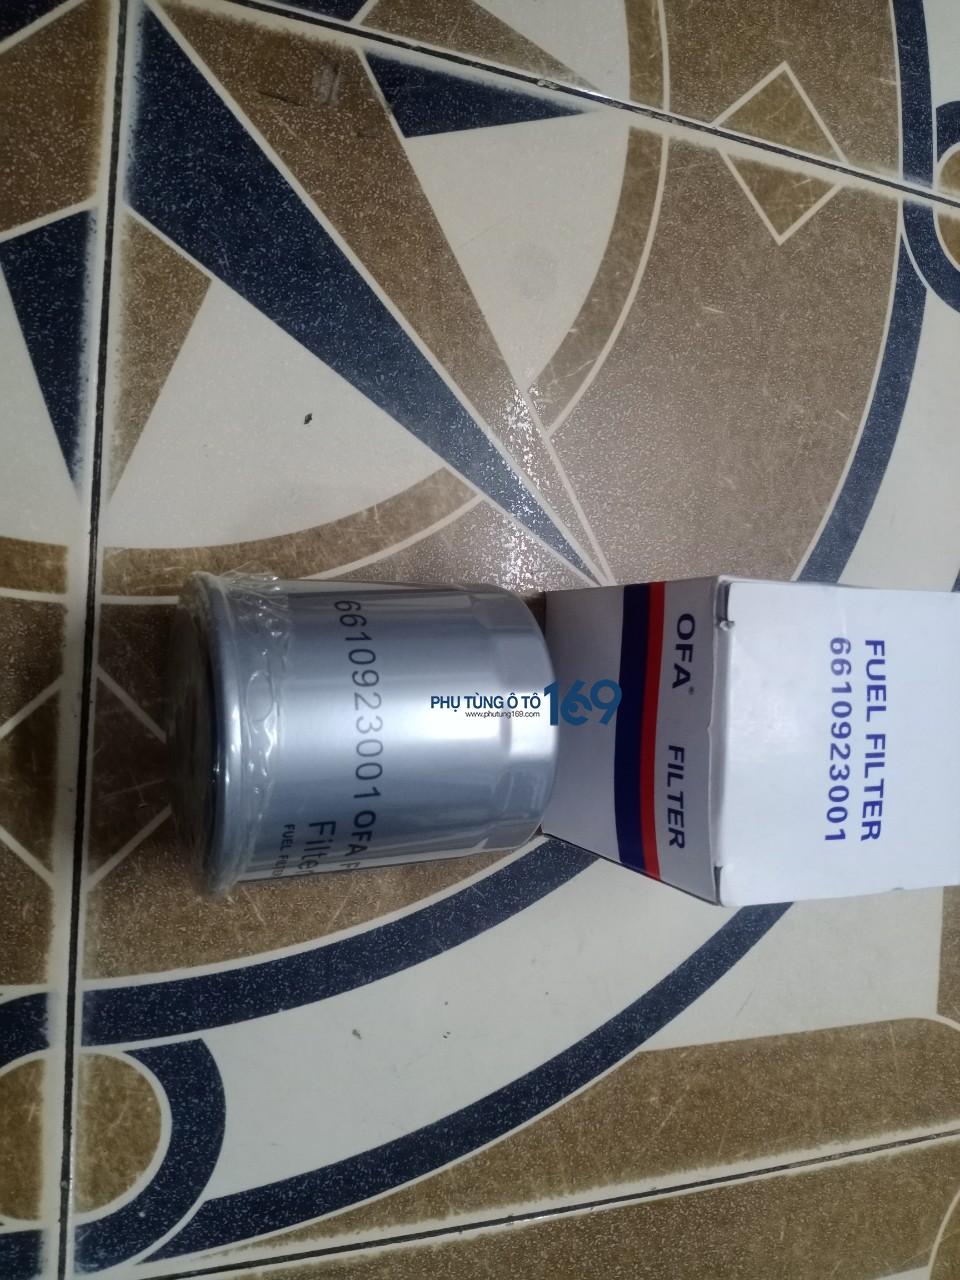 FUEL FILTER
6610923001
OFA® FILTER
6610923001 OFA
Filter
FUEL
PHỤ TÙNG Ô TÔ 169
www.phutung169.com